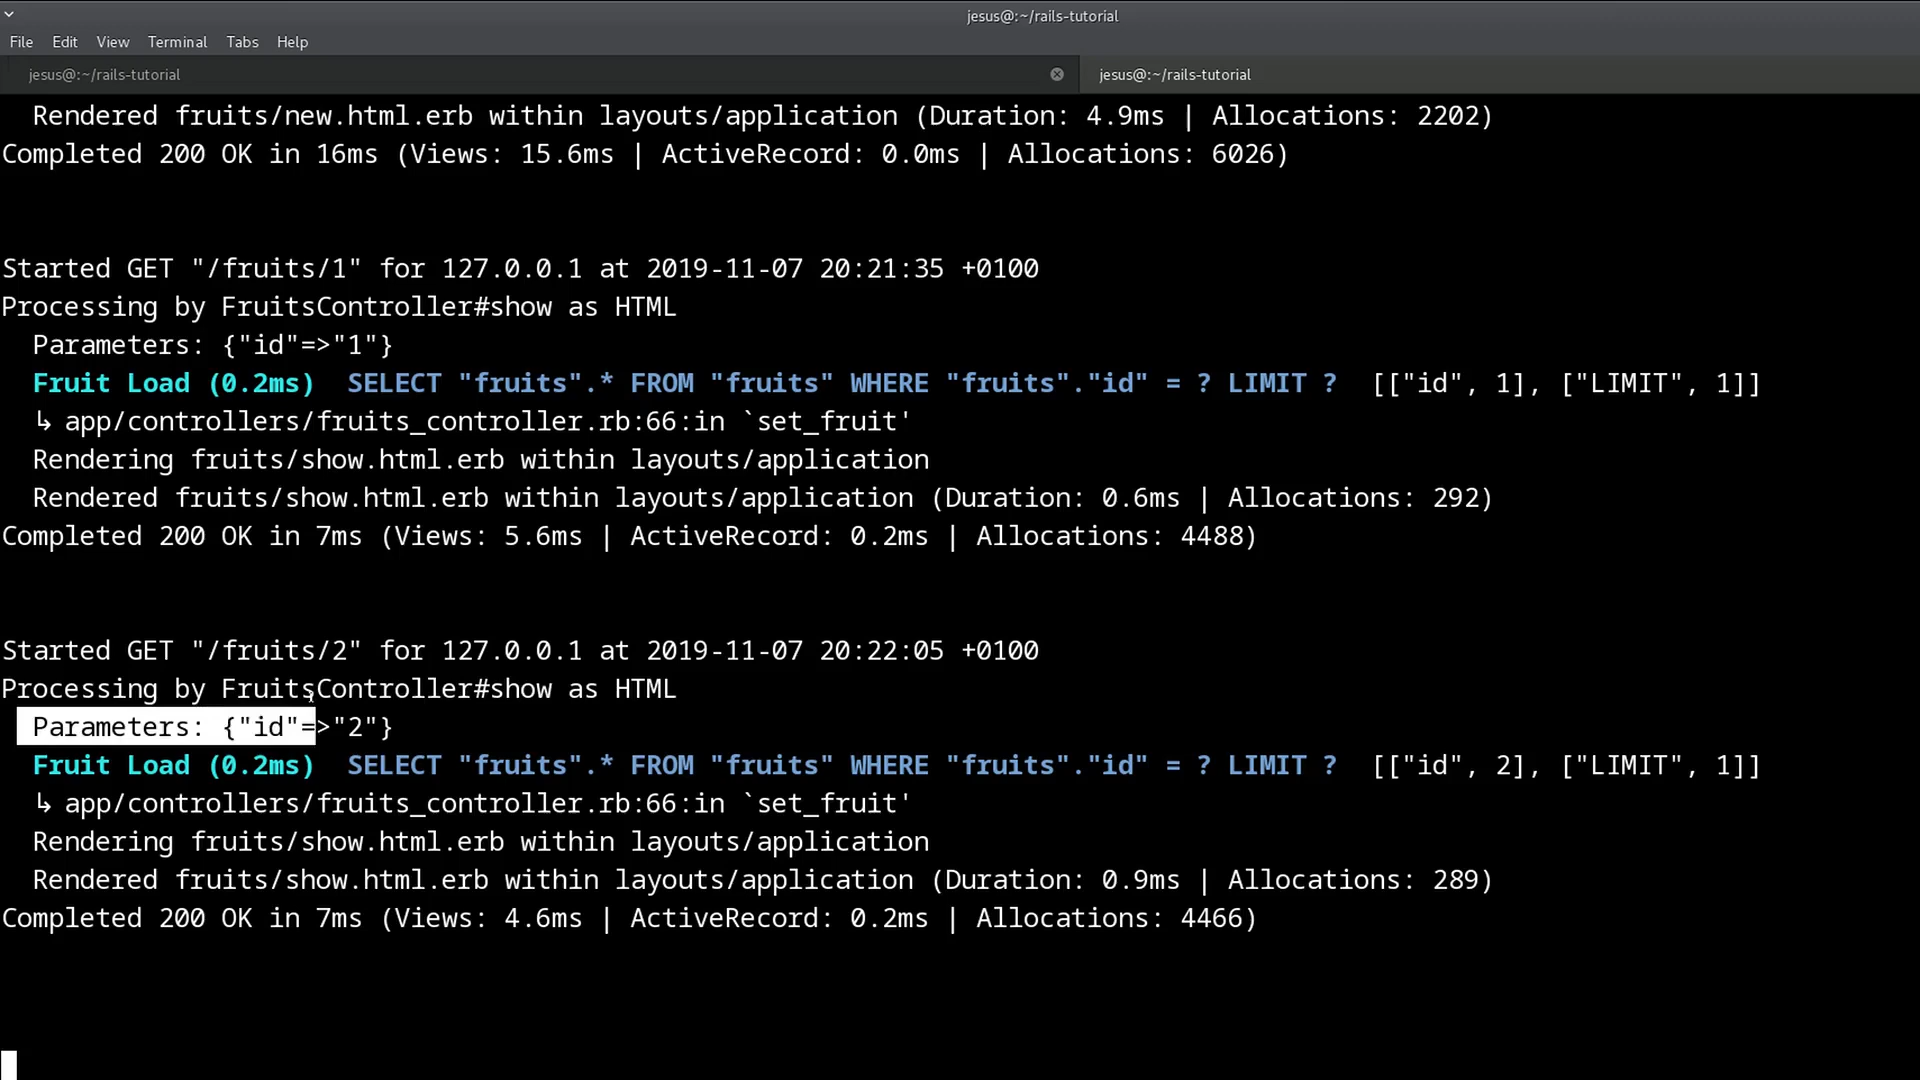 jesus@:~/rails-tutorial
File Edit View Terminal Tabs Help
jesus@:~/rails-tutorial jesus@:~/rails-tutorial
Rendered fruits/new.html.erb within layouts/application (Duration: 4.9ms | Allocations: 2202)
Completed 200 OK in 16ms (Views: 15.6ms | ActiveRecord: 0.0ms | Allocations: 6026)
Started GET "/fruits/1" for 127.0.0.1 at 2019-11-07 20:21:35 +0100
Processing by FruitsController#show as HTML
Parameters: {"id"=>"1"}
Fruit Load (0.2ms) SELECT "fruits".* FROM "fruits" WHERE "fruits"."id" = ? LIMIT ? [["id", 1], ["LIMIT", 1]]
↳ app/controllers/fruits_controller.rb:66:in `set_fruit'
Rendering fruits/show.html.erb within layouts/application
Rendered fruits/show.html.erb within layouts/application (Duration: 0.6ms | Allocations: 292)
Completed 200 OK in 7ms (Views: 5.6ms | ActiveRecord: 0.2ms | Allocations: 4488)
Started GET "/fruits/2" for 127.0.0.1 at 2019-11-07 20:22:05 +0100
Processing by FruitsController#show as HTML
Parameters: {"id"=>"2"}
Fruit Load (0.2ms) SELECT "fruits".* FROM "fruits" WHERE "fruits"."id" = ? LIMIT ? [["id", 2], ["LIMIT", 1]]
↳ app/controllers/fruits_controller.rb:66:in `set_fruit'
Rendering fruits/show.html.erb within layouts/application
Rendered fruits/show.html.erb within layouts/application (Duration: 0.9ms | Allocations: 289)
Completed 200 OK in 7ms (Views: 4.6ms | ActiveRecord: 0.2ms | Allocations: 4466)